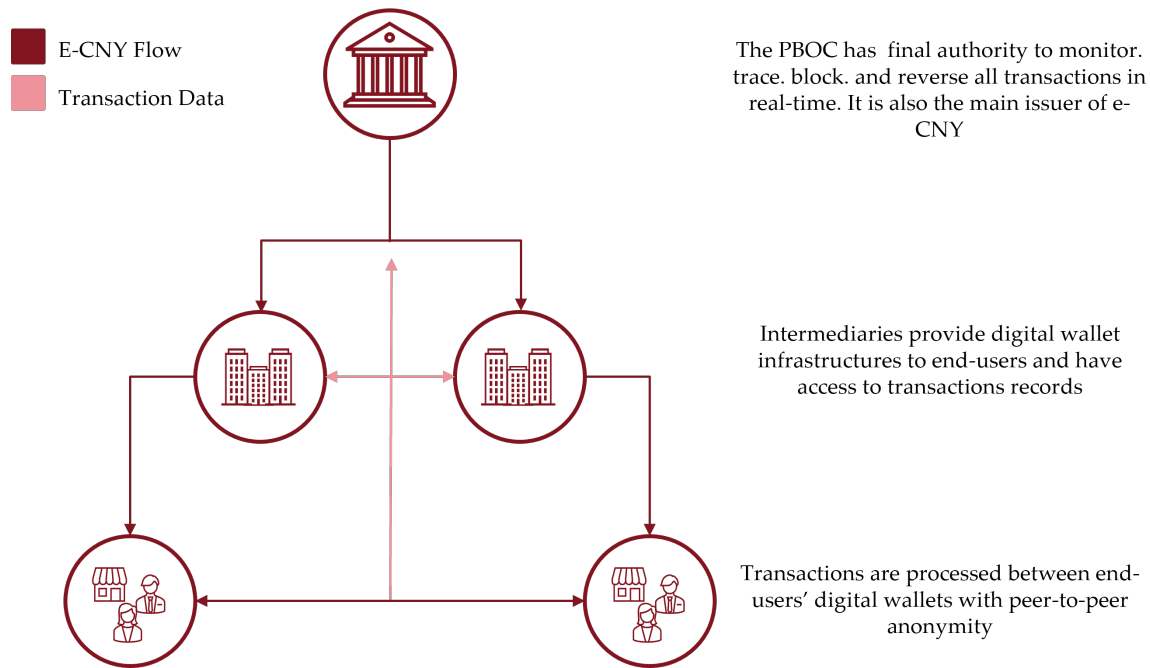 E-CNY Flow
Transaction Data
The PBOC has final authority to monitor.
trace. block. and reverse all transactions in
real-time. It is also the main issuer of e-
CNY
Intermediaries provide digital wallet
infrastructures to end-users and have
access to transactions records
Transactions are processed between end-
users’ digital wallets with peer-to-peer
anonymity